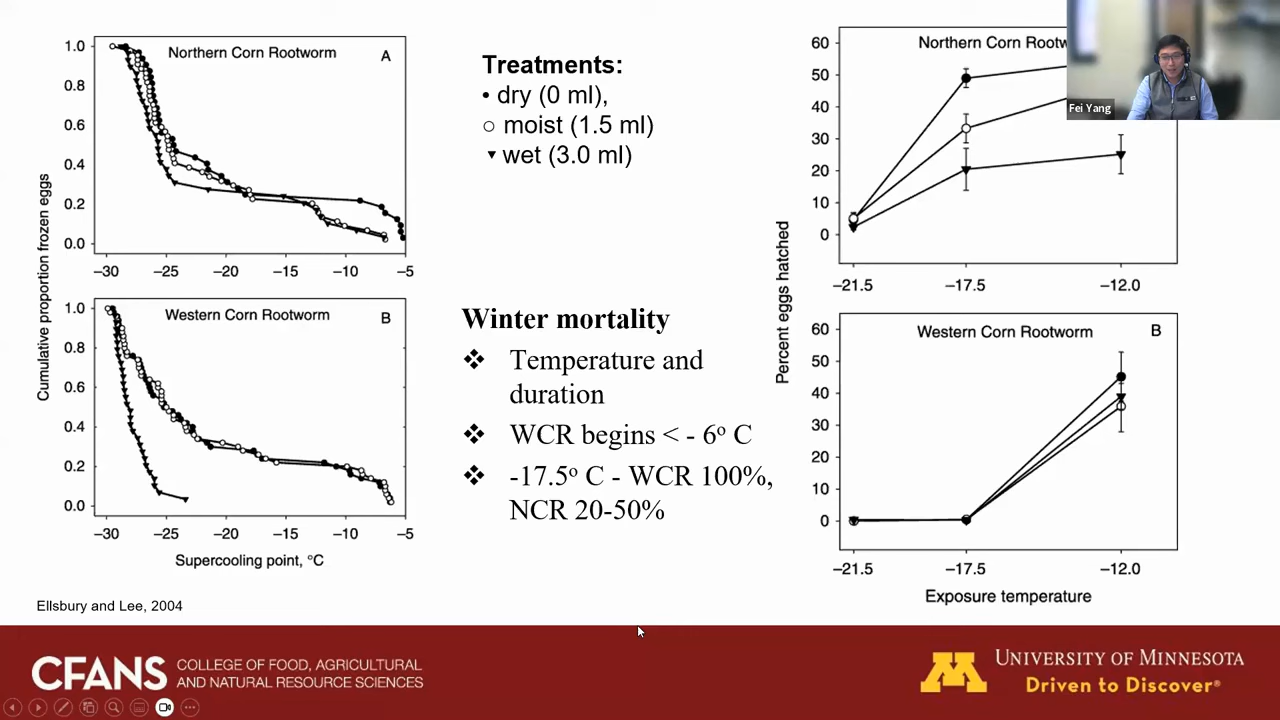 Northern Corn Rootworm
A
1.0
0.8
0.6
0.4
0.2
0.0
−30
−25
−20
−15
−10
−5
Western Corn Rootworm
B
1.0
0.8
0.6
0.4
0.2
0.0
−30
−25
−20
−15
−10
−5
Cumulative proportion frozen eggs
Supercooling point, °C
Ellsbury and Lee, 2004
Treatments:
• dry (0 ml),
○ moist (1.5 ml)
▼ wet (3.0 ml)
Winter mortality
❖ Temperature and
duration
❖ WCR begins < - 6º C
❖ -17.5º C - WCR 100%,
NCR 20-50%
Northern Corn Rootw
60
50
40
30
20
10
0
−21.5
−17.5
−12.0
Western Corn Rootworm
B
60
50
40
30
20
10
0
−21.5
−17.5
−12.0
Percent eggs hatched
Exposure temperature
Fei Yang
CFANS
COLLEGE OF FOOD, AGRICULTURAL
AND NATURAL RESOURCE SCIENCES
M
UNIVERSITY OF MINNESOTA
Driven to Discover®